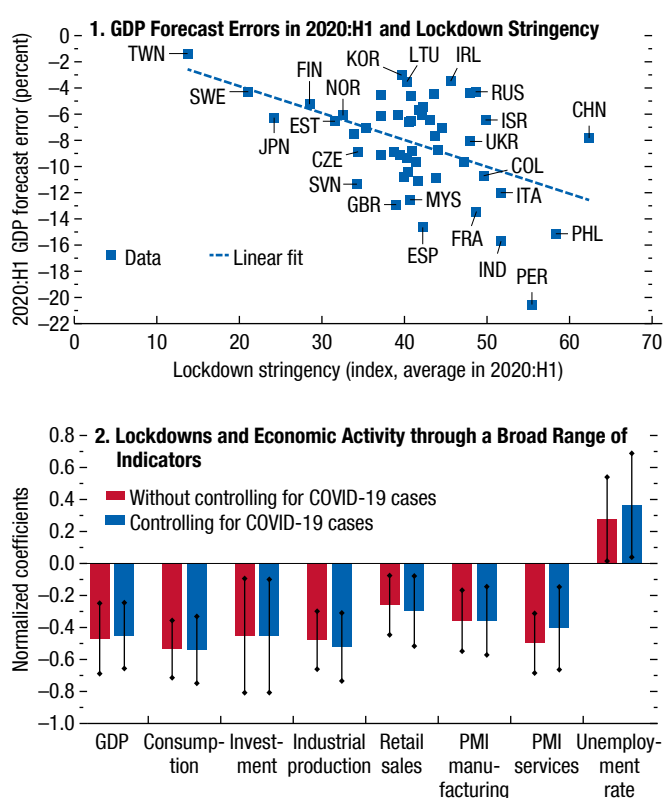 1. GDP Forecast Errors in 2020:H1 and Lockdown Stringency
2020:H1 GDP forecast error (percent)
0
–2
–4
–6
–8
–10
–12
–14
–16
–18
–20
–22
TWN
SWE
JPN
FIN
EST
NOR
CZE
SVN
KOR
LTU
IRL
RUS
ISR
UKR
CHN
COL
ITA
GBR
MYS
ESP
FRA
IND
PHL
PER
Data
Linear fit
0 10 20 30 40 50 60 70
Lockdown stringency (index, average in 2020:H1)
2. Lockdowns and Economic Activity through a Broad Range of
Indicators
Without controlling for COVID-19 cases
Controlling for COVID-19 cases
Normalized coefficients
0.8
0.6
0.4
0.2
0.0
–0.2
–0.4
–0.6
–0.8
–1.0
GDP Consump- Invest- Industrial Retail PMI PMI Unemploy-
tion ment production sales manu- services ment
facturing rate